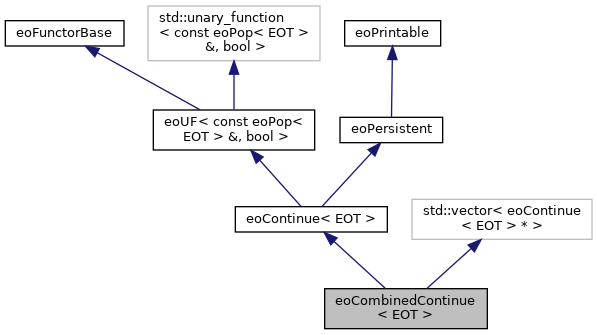 eoFunctorBase
std::unary_function
< const eoPop< EOT >
&, bool >
eoPrintable
eoUF< const eoPop<
EOT > &, bool >
eoPersistent
eoContinue< EOT >
std::vector< eoContinue
< EOT > * >
eoCombinedContinue
< EOT >